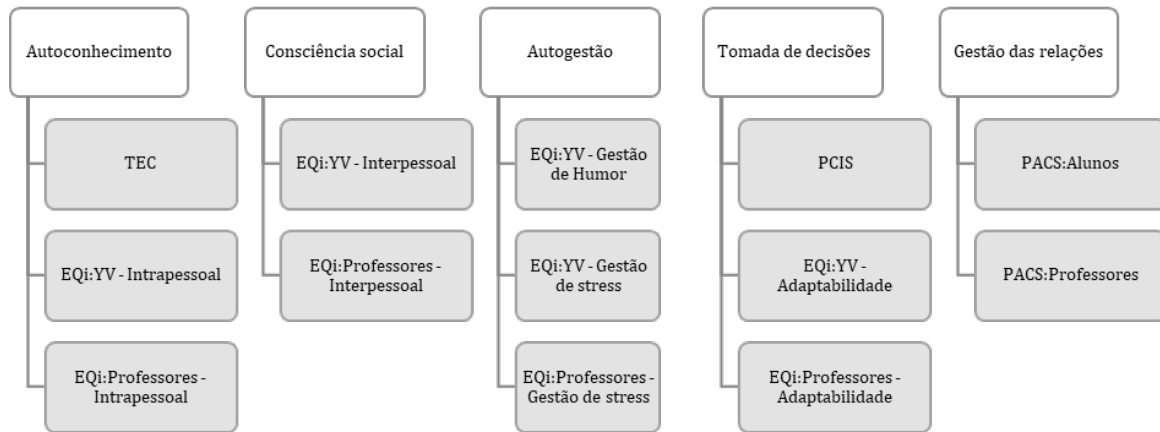 Autoconhecimento
TEC
EQi:YV - Intrapessoal
EQi:Professores -
Intrapessoal
Consciência social
EQi:YV - Interpessoal
EQi:Professores -
Interpessoal
Autogestão
EQi:YV - Gestão
de Humor
EQi:YV - Gestão
de stress
EQi:Professores -
Gestão de stress
Tomada de decisões
PCIS
EQi:YV -
Adaptabilidade
EQi:Professores -
Adaptabilidade
Gestão das relações
PACS:Alunos
PACS:Professores